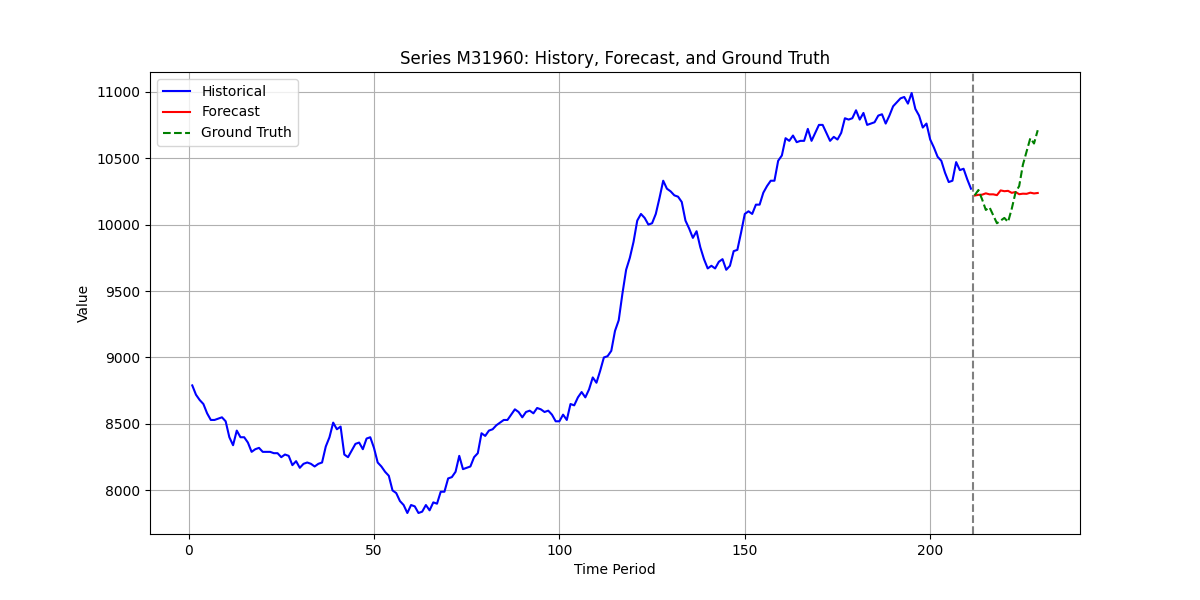 Series M31960: History, Forecast, and Ground Truth
Historical
Forecast
Ground Truth
11000
10500
10000
9500
9000
8500
8000
Value
0
50
100
150
200
Time Period